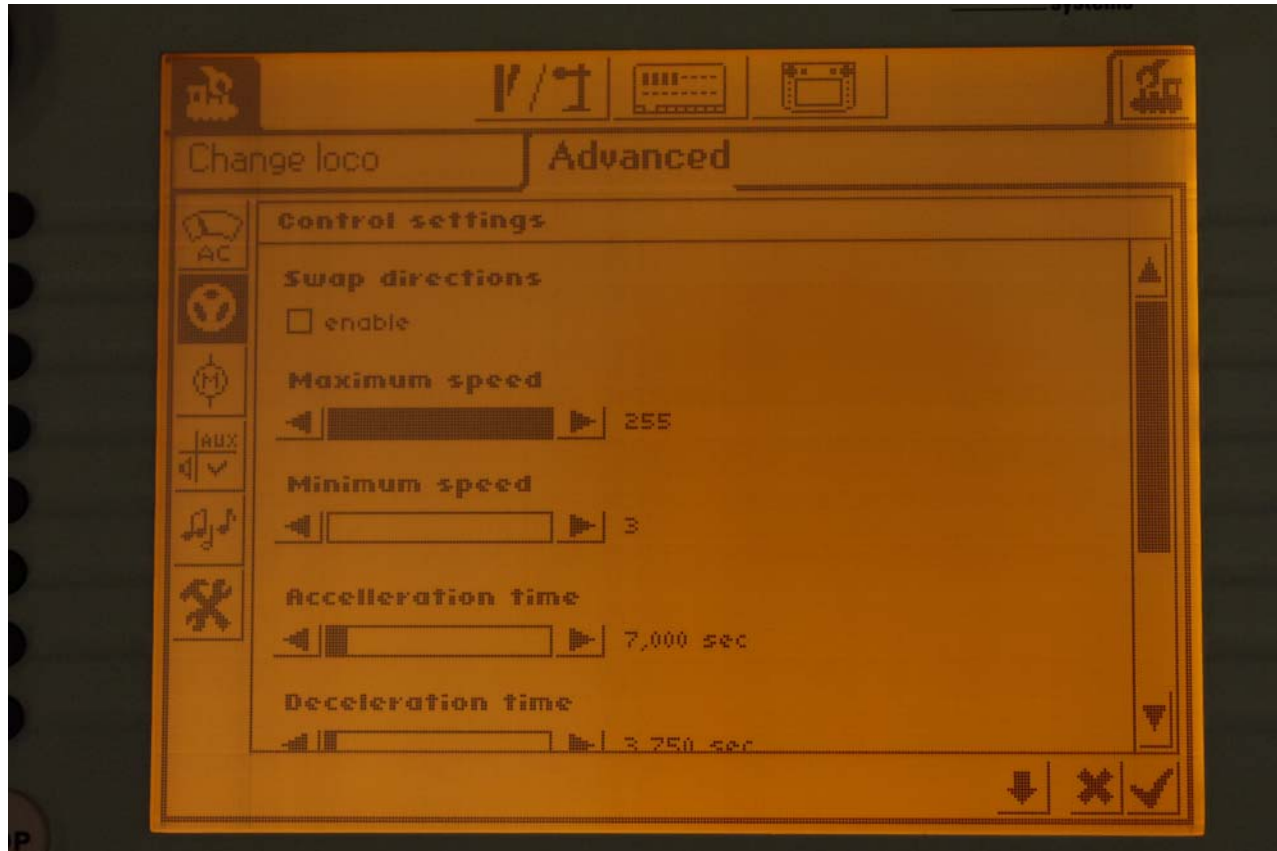 systems
Change loco
Advanced
AC
Control settings
Swap directions
enable
Maximum speed
255
M
AUX
Minimum speed
3
Accelleration time
7,000 sec
Deceleration time
3,750 sec